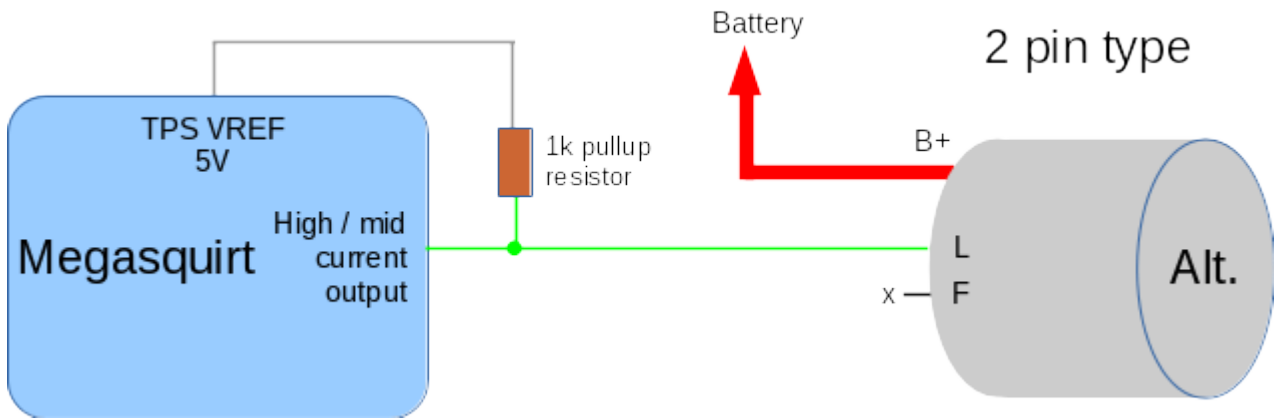 Battery
2 pin type
TPS VREF
5V
1k pullup
resistor
B+
High / mid
current
output
Megasquirt
L
F
x
Alt.